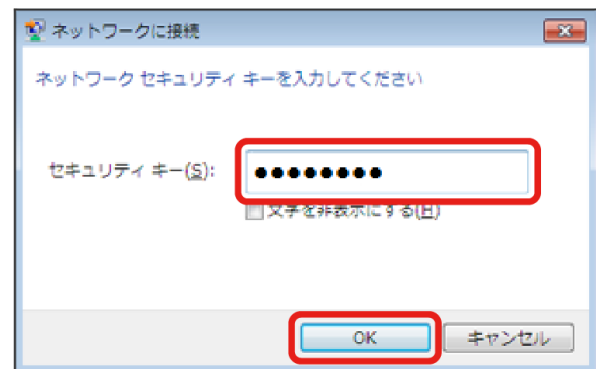 ネットワークに接続
ネットワーク セキュリティ キーを入力してください
セキュリティ キー(S): ●●●●●●●●
文字を非表示にする(H)
OK キャンセル